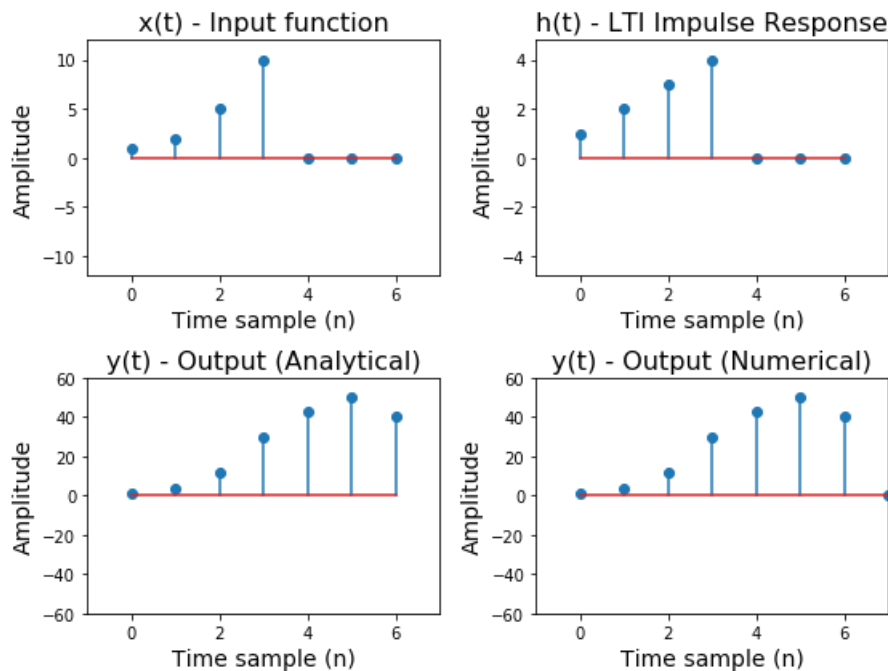 x(t) - Input function
10
5
0
−5
−10
Amplitude
0 2 4 6
Time sample (n)
h(t) - LTI Impulse Response
4
2
0
−2
−4
Amplitude
0 2 4 6
Time sample (n)
y(t) - Output (Analytical)
60
40
20
0
−20
−40
−60
Amplitude
0 2 4 6
Time sample (n)
y(t) - Output (Numerical)
60
40
20
0
−20
−40
−60
Amplitude
0 2 4 6
Time sample (n)